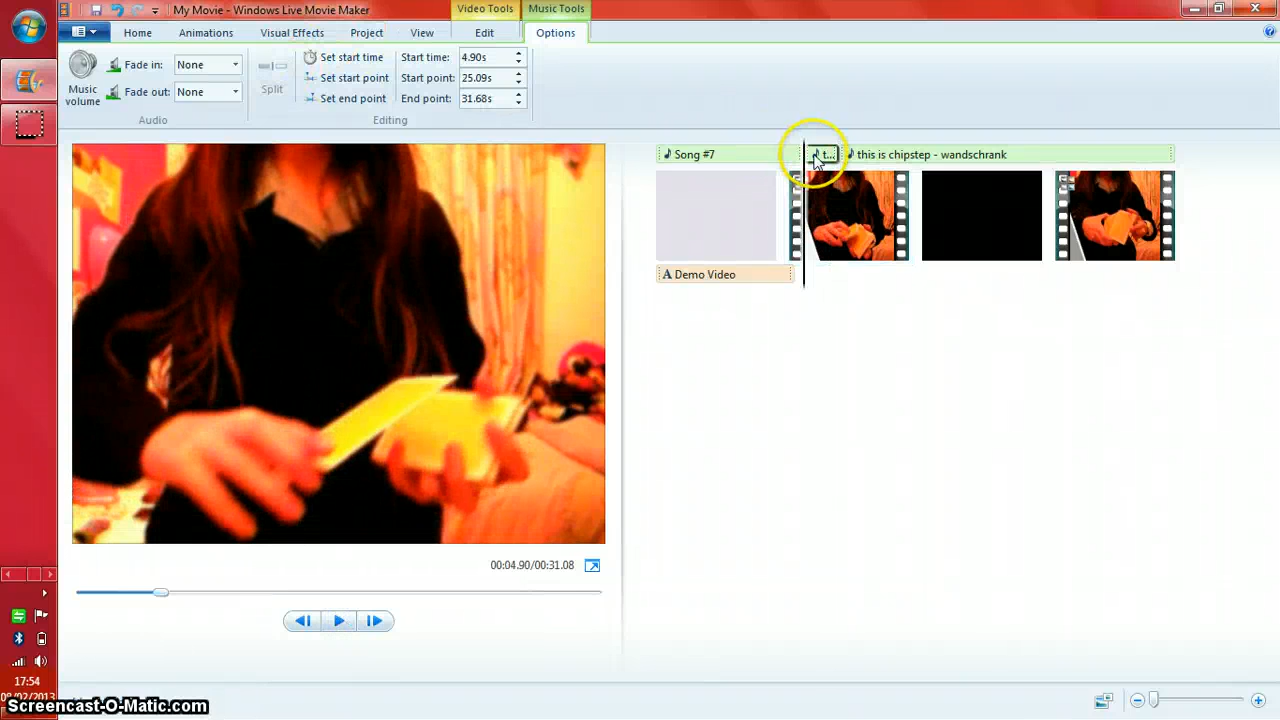 My Movie - Windows Live Movie Maker
Video Tools
Music Tools
Home
Animations
Visual Effects
Project
View
Edit
Options
Music volume
Fade in:
None
Fade out:
None
Audio
Split
Set start time
Set start point
Set end point
Start time:
4.90s
Start point:
25.09s
End point:
31.68s
Editing
Song #7
t...
this is chipstep - wandschrank
A Demo Video
00:04.90/00:31.08
17:54
09/02/2013
Screencast-O-Matic.com